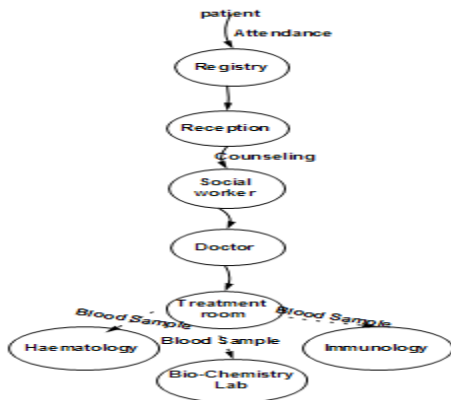 patient
Attendance
Registry
Reception
Counseling
Social
worker
Doctor
Treatment
room
Blood Sample
Blood Sample
Blood Sample
Haematology
Immunology
Bio-Chemistry
Lab